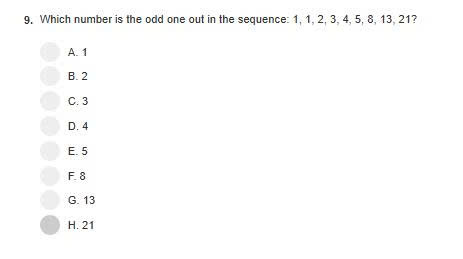 9. Which number is the odd one out in the sequence: 1, 1, 2, 3, 4, 5, 8, 13, 21?
A. 1
B. 2
C. 3
D. 4
E. 5
F. 8
G. 13
H. 21